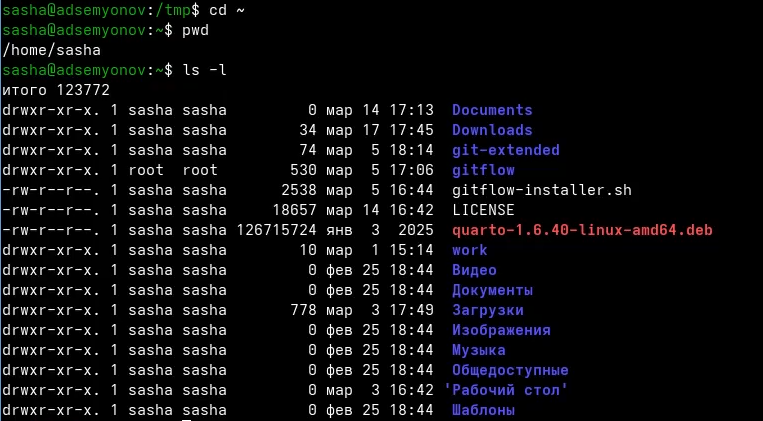 sasha@adsemyonov:/tmp$ cd ~
sasha@adsemyonov:~$ pwd
/home/sasha
sasha@adsemyonov:~$ ls -l
итого 123772
drwxr-xr-x. 1 sasha sasha         0 мар 14 17:13  Documents
drwxr-xr-x. 1 sasha sasha        34 мар 17 17:45  Downloads
drwxr-xr-x. 1 sasha sasha        74 мар  5 18:14  git-extended
drwxr-xr-x. 1 root  root        530 мар  5 17:06  gitflow
-rw-r--r--. 1 sasha sasha      2538 мар  5 16:44  gitflow-installer.sh
-rw-r--r--. 1 sasha sasha     18657 мар 14 16:42  LICENSE
-rw-r--r--. 1 sasha sasha 126715724 янв  3  2025  quarto-1.6.40-linux-amd64.deb
drwxr-xr-x. 1 sasha sasha        10 мар  1 15:14  work
drwxr-xr-x. 1 sasha sasha         0 фев 25 18:44  Видео
drwxr-xr-x. 1 sasha sasha         0 фев 25 18:44  Документы
drwxr-xr-x. 1 sasha sasha       778 мар  3 17:49  Загрузки
drwxr-xr-x. 1 sasha sasha         0 фев 25 18:44  Изображения
drwxr-xr-x. 1 sasha sasha         0 фев 25 18:44  Музыка
drwxr-xr-x. 1 sasha sasha         0 фев 25 18:44  Общедоступные
drwxr-xr-x. 1 sasha sasha         0 мар  3 16:42 'Рабочий стол'
drwxr-xr-x. 1 sasha sasha         0 фев 25 18:44  Шаблоны